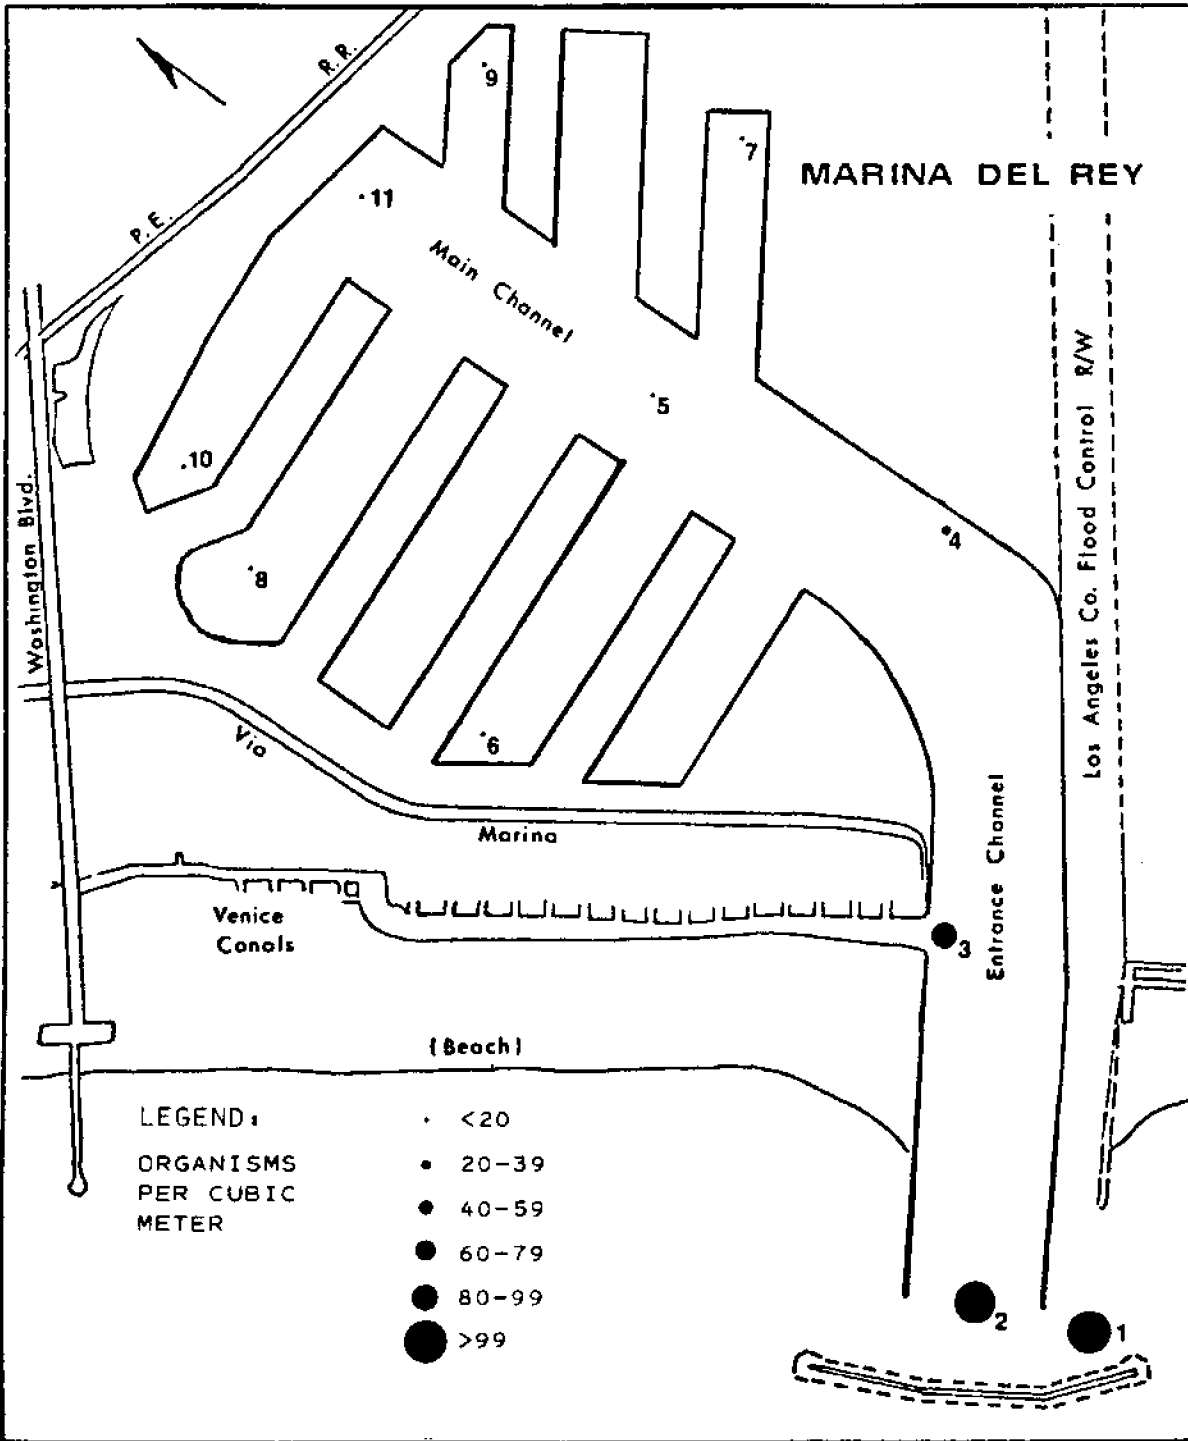 R.R.
P.E.
9
7
MARINA DEL REY
11
Main Channel
5
10
4
8
Washington Blvd.
Los Angeles Co. Flood Control R/W
6
Via
Marina
Venice
Canals
3
Entrance Channel
(Beach)
LEGEND:
ORGANISMS
PER CUBIC
METER
<20
20-39
40-59
60-79
80-99
>99
2
1